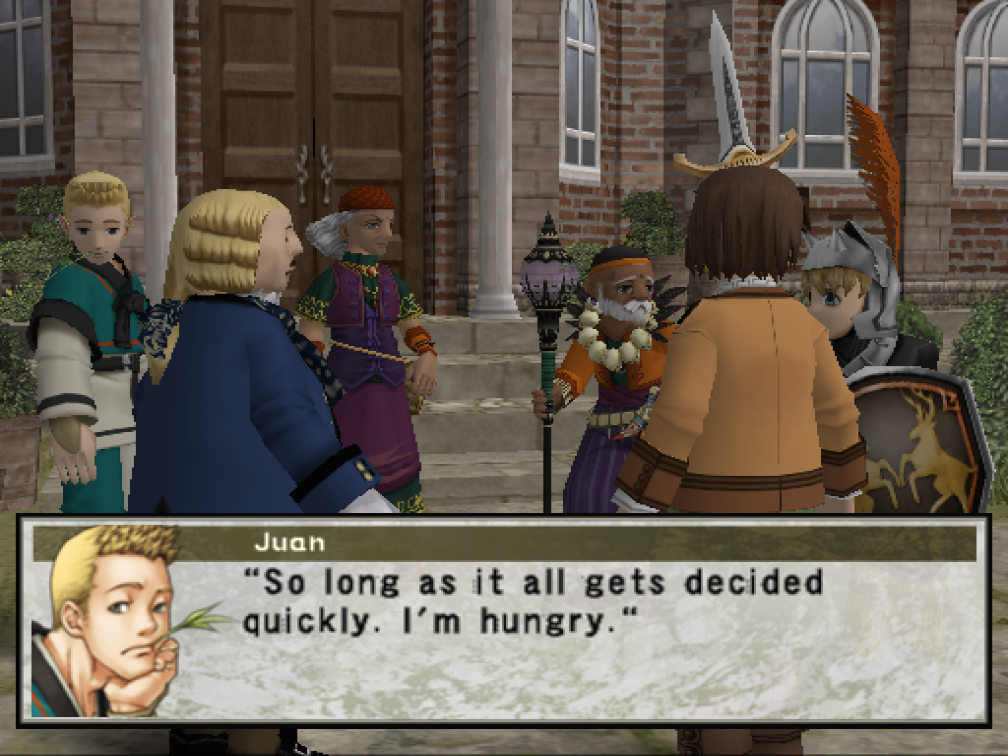 Juan
“So long as it all gets decided
quickly. I'm hungry.“